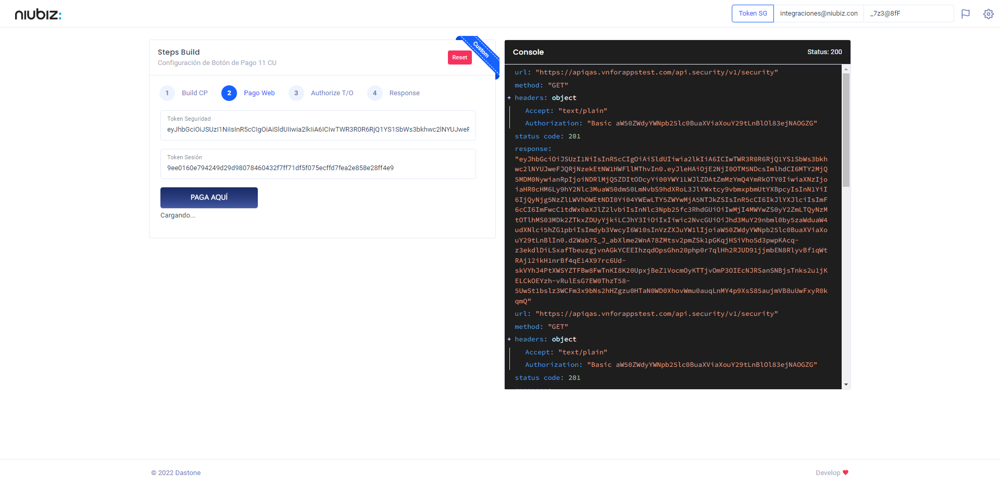 niubiz:
Token SG
integraciones@niubiz.con
_7z3@8fF
Steps Build
Configuración de Botón de Pago 11 CU
Reset
Custom
1 Build CP
2 Pago Web
3 Authorize T/O
4 Response
Token Seguridad
eyJhbGciOiJSUzI1NiIsInR5cCIgOiAiSldUIiwia2lkIiA6ICIwTWR3R0R6RjQ1YS1SbWs3bkhwc2lNYUJweF
Token Sesión
9ee0160e794249d29d98078460432f7ff71df5f075ecffd7fea2e858e28ff4e9
PAGA AQUÍ
Cargando...
Console
Status: 200
url: "https://apiqas.vnforappstest.com/api.security/v1/security"
method: "GET"
+ headers: object
Accept: "text/plain"
Authorization: "Basic aW50ZWdyYWNpb25lc0BuaXViaXouY29tLnBlOl83ejNAOGZG"
status code: 201
response:
"eyJhbGciOiJSUzI1NiIsInR5cCIgOiAiSldUIiwia2lkIiA6ICIwTWR3R0R6RjQ1YS1SbWs3bkh
wc2lNYUJweFJQRjNzekEtNW1HWFllMThvIn0.eyJleHAiOjE2NjI0OTM5NDcsImlhdCI6MTY2MjQ
5MDM0NywianRpIjoiNDRlMjQ5ZDItODcyYi00YWY1LWJlZDAtZmMzYmQ4YmRkOTY0IiwiaXNzIjo
iaHR0cHM6Ly9hY2Nlc3MuaW50dm50LmNvbS9hdXRoL3JlYWxtcy9vbmxpbmUtYXBpcyIsInN1YiI
6IjQyNjg5NzZlLWVhOWEtNDI0Yi04YWEwLTY5ZWYwMjA5NTJkZSIsInR5cCI6IkJlYXJlciIsImF
6cCI6ImFwcC1tdWx0aXJlZ2lvbiIsInNlc3Npb25fc3RhdGUiOiIwMjI4MWYwZS0yY2ZmLTQyNzM
tOTlhMS03MDk2ZTkxZDUyYjkiLCJhY3IiOiIxIiwic2NvcGUiOiJhd3MuY29nbml0by5zaWduaW4
udXNlci5hZG1pbiIsImdyb3VwcyI6W10sInVzZXJuYW1lIjoiaW50ZWdyYWNpb25lc0BuaXViaXo
uY29tLnBlIn0.d2Wab7S_J_abXlme2WnA78ZMtsv2pmZSk1pGKqjHSiVho5d3pwpKAcq-
z3ekdlDiLSxafTbeuzgjvnAGkYCEEIhzqdOpsGhn20php0r7qlHh2RJUD91jjmbEN8RlyvBf1qWt
RAj12ikH1nrBf4qE14X97rc6Ud-
skVYhJ4PtXWSYZTFBw8FwTnKI8K20UpxjBeZ1VocmOyKTTjvOmP3OIEcNJRSanSNBjsTnks2u1jK
ELCkOEYzh-vRulEsG7EW0ThzT58-
5UwSt1bslz3WCFm3x9bNs2hHZgzu0HTaN0WD0XhovWmu0auqLnMY4p9XsS85aujmVB8uUwFxyR0k
qmQ"
url: "https://apiqas.vnforappstest.com/api.security/v1/security"
method: "GET"
+ headers: object
Accept: "text/plain"
Authorization: "Basic aW50ZWdyYWNpb25lc0BuaXViaXouY29tLnBlOl83ejNAOGZG"
status code: 201
© 2022 Dastone
Develop